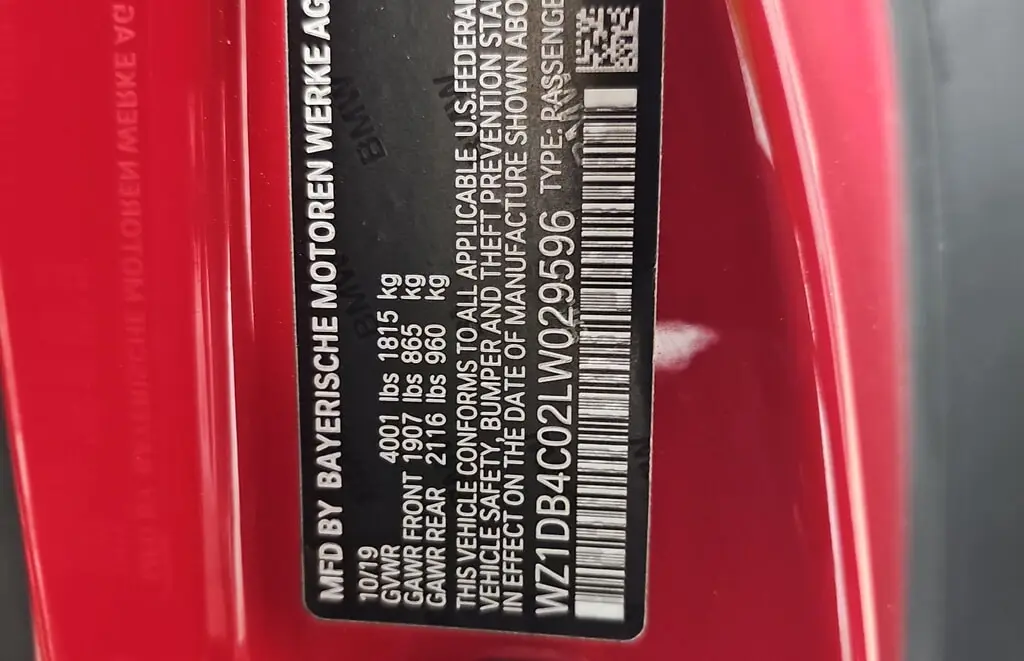 MFD BY BAYERISCHE MOTOREN WERKE AG
10/19
GVWR 4001 lbs 1815 kg
GAWR FRONT 1907 lbs 865 kg
GAWR REAR 2116 lbs 960 kg
THIS VEHICLE CONFORMS TO ALL APPLICABLE U.S.FEDERAL
VEHICLE SAFETY, BUMPER AND THEFT PREVENTION STA
IN EFFECT ON THE DATE OF MANUFACTURE SHOWN ABO
WZ1DB4C02LW029596 TYPE: PASSENGE
BMW
BMW